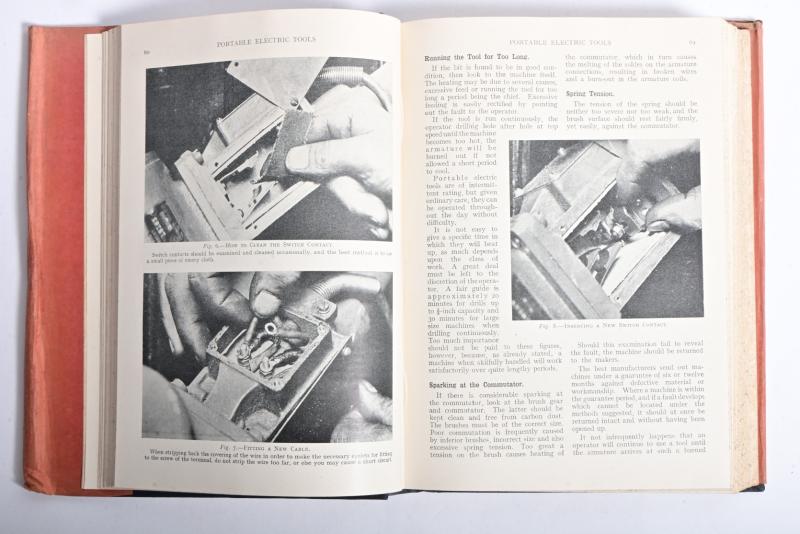 60
PORTABLE ELECTRIC TOOLS
Fig. 6.—How to Clean the Switch Contact.
Switch contacts should be examined and cleaned occasionally, and the best method is to use
a small piece of emery cloth.
Fig. 7.—Fitting a New Cable.
When stripping back the covering of the wire in order to make the necessary eyelets for fitting
to the screw of the terminal, do not strip the wire too far, or else you may cause a short circuit.
PORTABLE ELECTRIC TOOLS
61
Running the Tool for Too Long.
If the bit is found to be in good con-
dition, then look to the machine itself.
The heating may be due to several causes,
excessive feed or running the tool for too
long a period being the chief. Excessive
feeding is easily rectified by pointing
out the fault to the operator.
If the tool is run continuously, the
operator drilling hole after hole at top
speed until the machine
becomes too hot, the
armature will be
burned out if not
allowed a short period
to cool.
Portable electric
tools are of intermit-
tent rating, but given
ordinary care, they can
be operated through-
out the day without
difficulty.
It is not easy to
give a specific time in
which they will heat
up, as much depends
upon the class of
work. A great deal
must be left to the
discretion of the opera-
tor. A fair guide is
approximately 20
minutes for drills up
to ⅜-inch capacity and
30 minutes for large
size machines when
drilling continuously.
Too much importance
should not be paid to these figures,
however, because, as already stated, a
machine when skilfully handled will work
satisfactorily over quite lengthy periods.
Sparking at the Commutator.
If there is considerable sparking at
the commutator, look at the brush gear
and commutator. The latter should be
kept clean and free from carbon dust.
The brushes must be of the correct size.
Poor commutation is frequently caused
by inferior brushes, incorrect size and also
excessive spring tension. Too great a
tension on the brush causes heating of
the commutator, which in turn causes
the melting of the solder on the armature
connections, resulting in broken wires
and a burn-out in the armature coils.
Spring Tension.
The tension of the spring should be
neither too severe nor too weak, and the
brush surface should rest fairly firmly,
yet easily, against the commutator.
Fig. 8.—Inserting a New Switch Contact.
Should this examination fail to reveal
the fault, the machine should be returned
to the makers.
The best manufacturers send out ma-
chines under a guarantee of six or twelve
months against defective material or
workmanship. Where a machine is within
the guarantee period, and if a fault develops
which cannot be located under the
methods suggested, it should at once be
returned intact and without having been
opened up.
It not infrequently happens that an
operator will continue to use a tool until
the armature arrives at such a burned